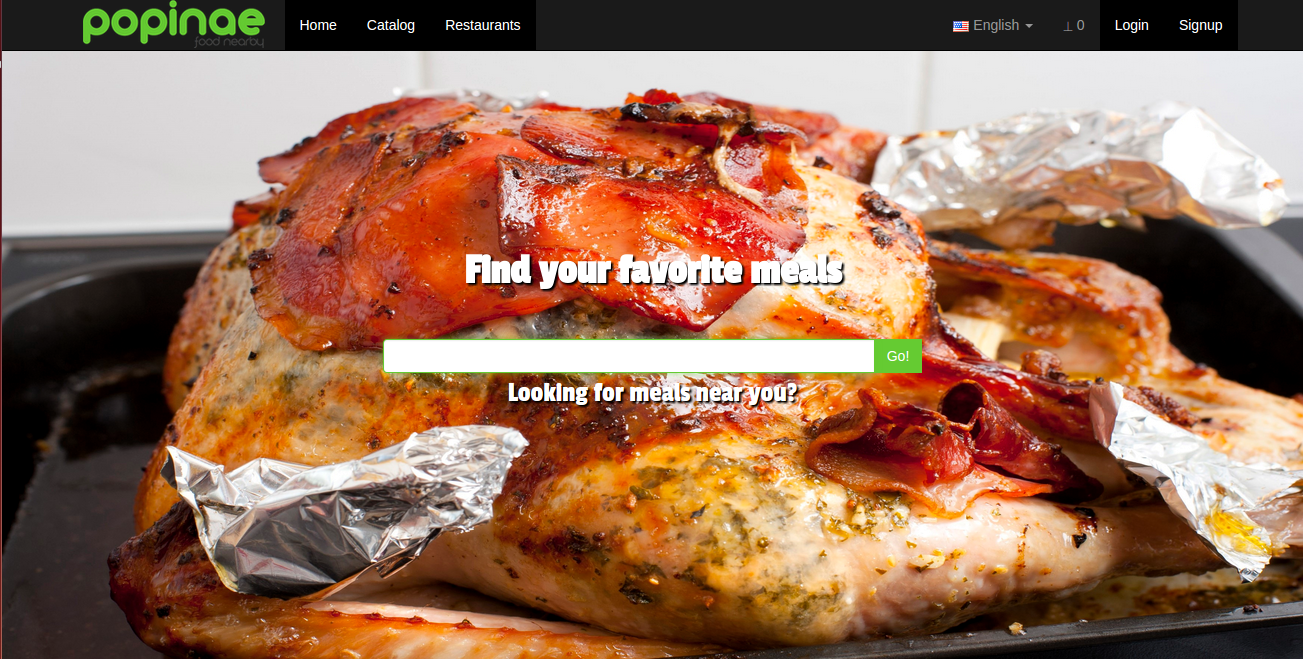 popinae
food nearby
Home Catalog Restaurants English 0 Login Signup
Find your favorite meals
Go!
Looking for meals near you?